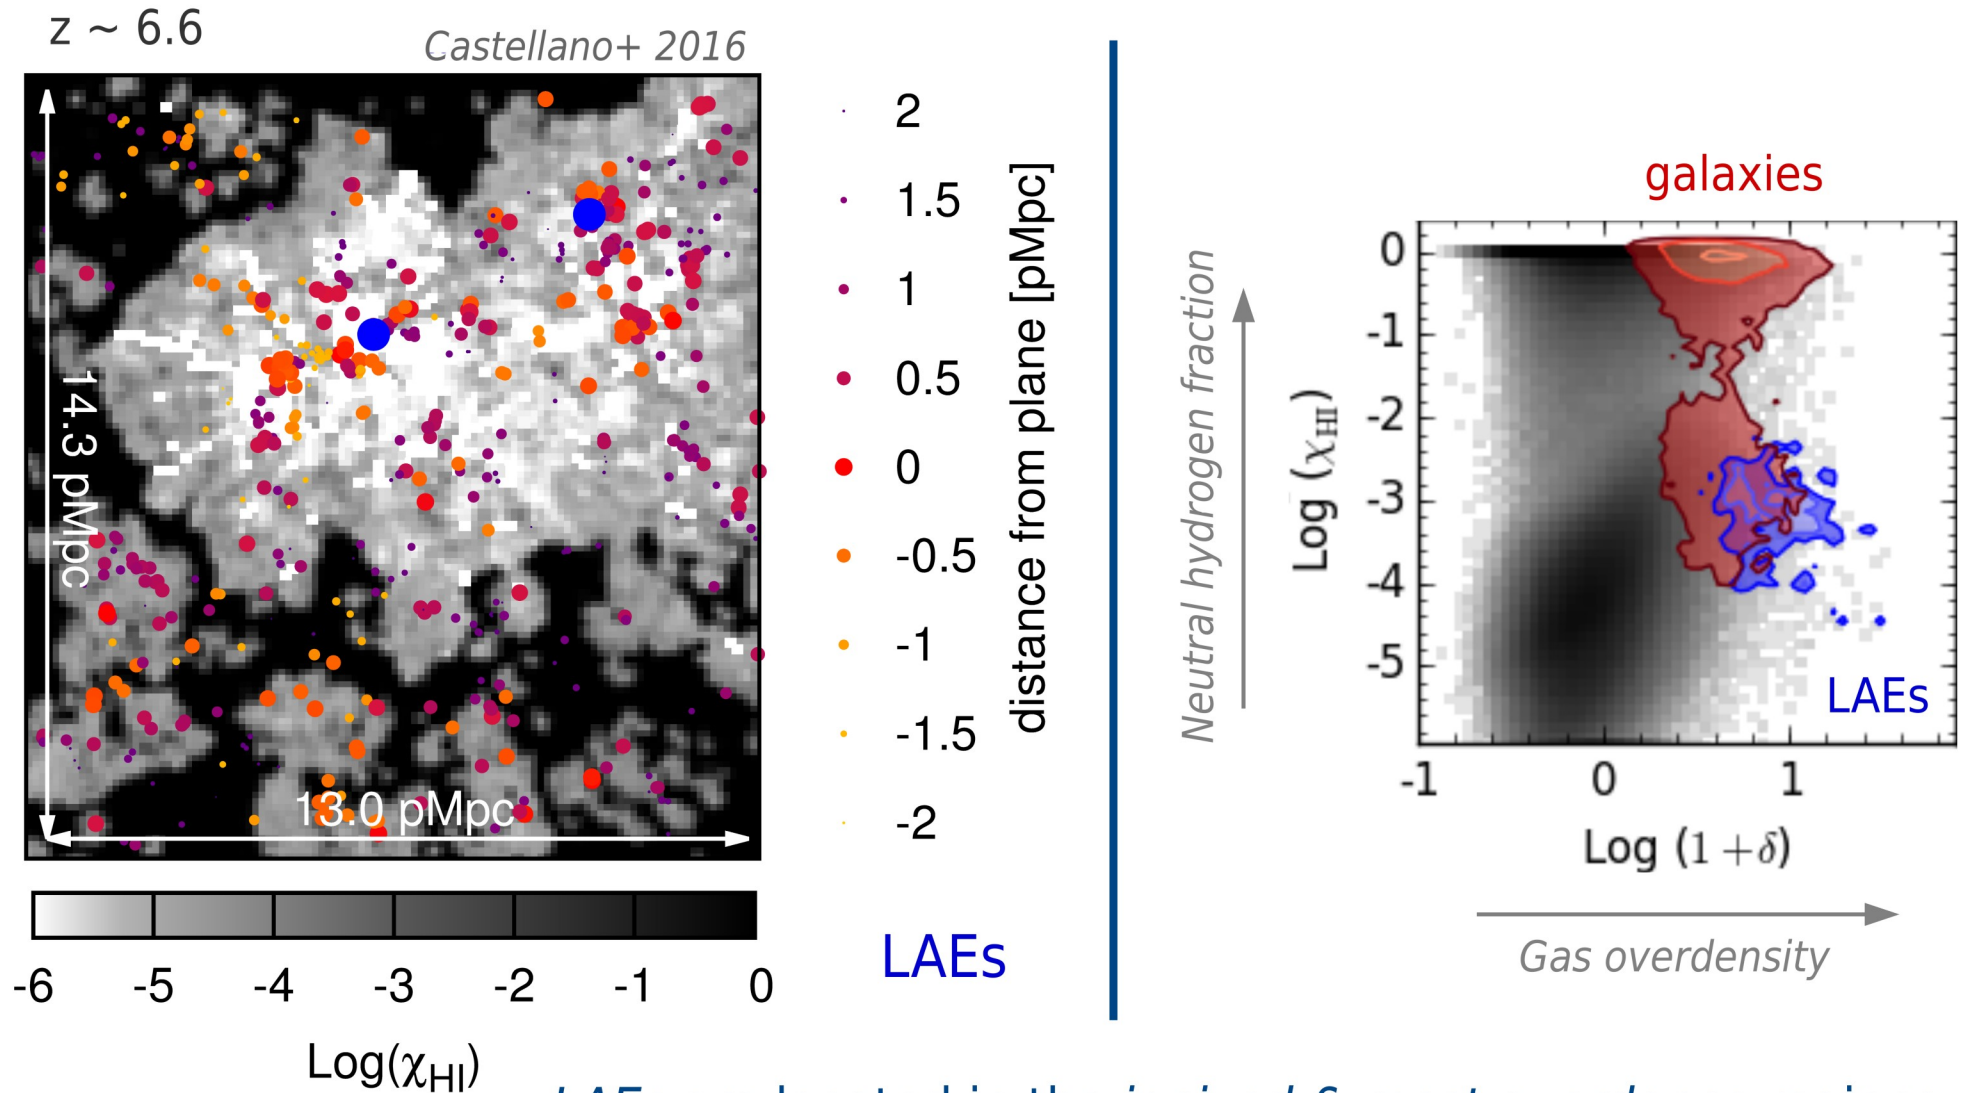 z ~ 6.6
Castellano+ 2016
14.3 pMpc
13.0 pMpc
2
1.5
1
0.5
0
-0.5
-1
-1.5
-2
distance from plane [pMpc]
-6 -5 -4 -3 -2 -1 0
Log(χHI)
LAEs
galaxies
Neutral hydrogen fraction
Log (χHI)
0
-1
-2
-3
-4
-5
LAEs
-1 0 1
Log (1+δ)
Gas overdensity